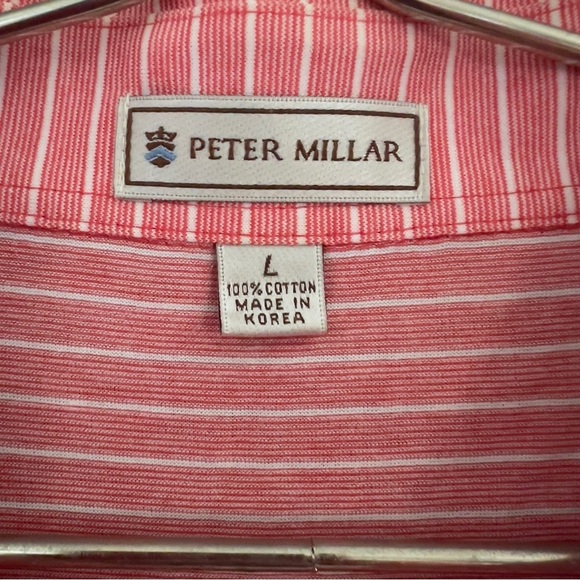 PETER MILLAR
L
100% COTTON
MADE IN
KOREA